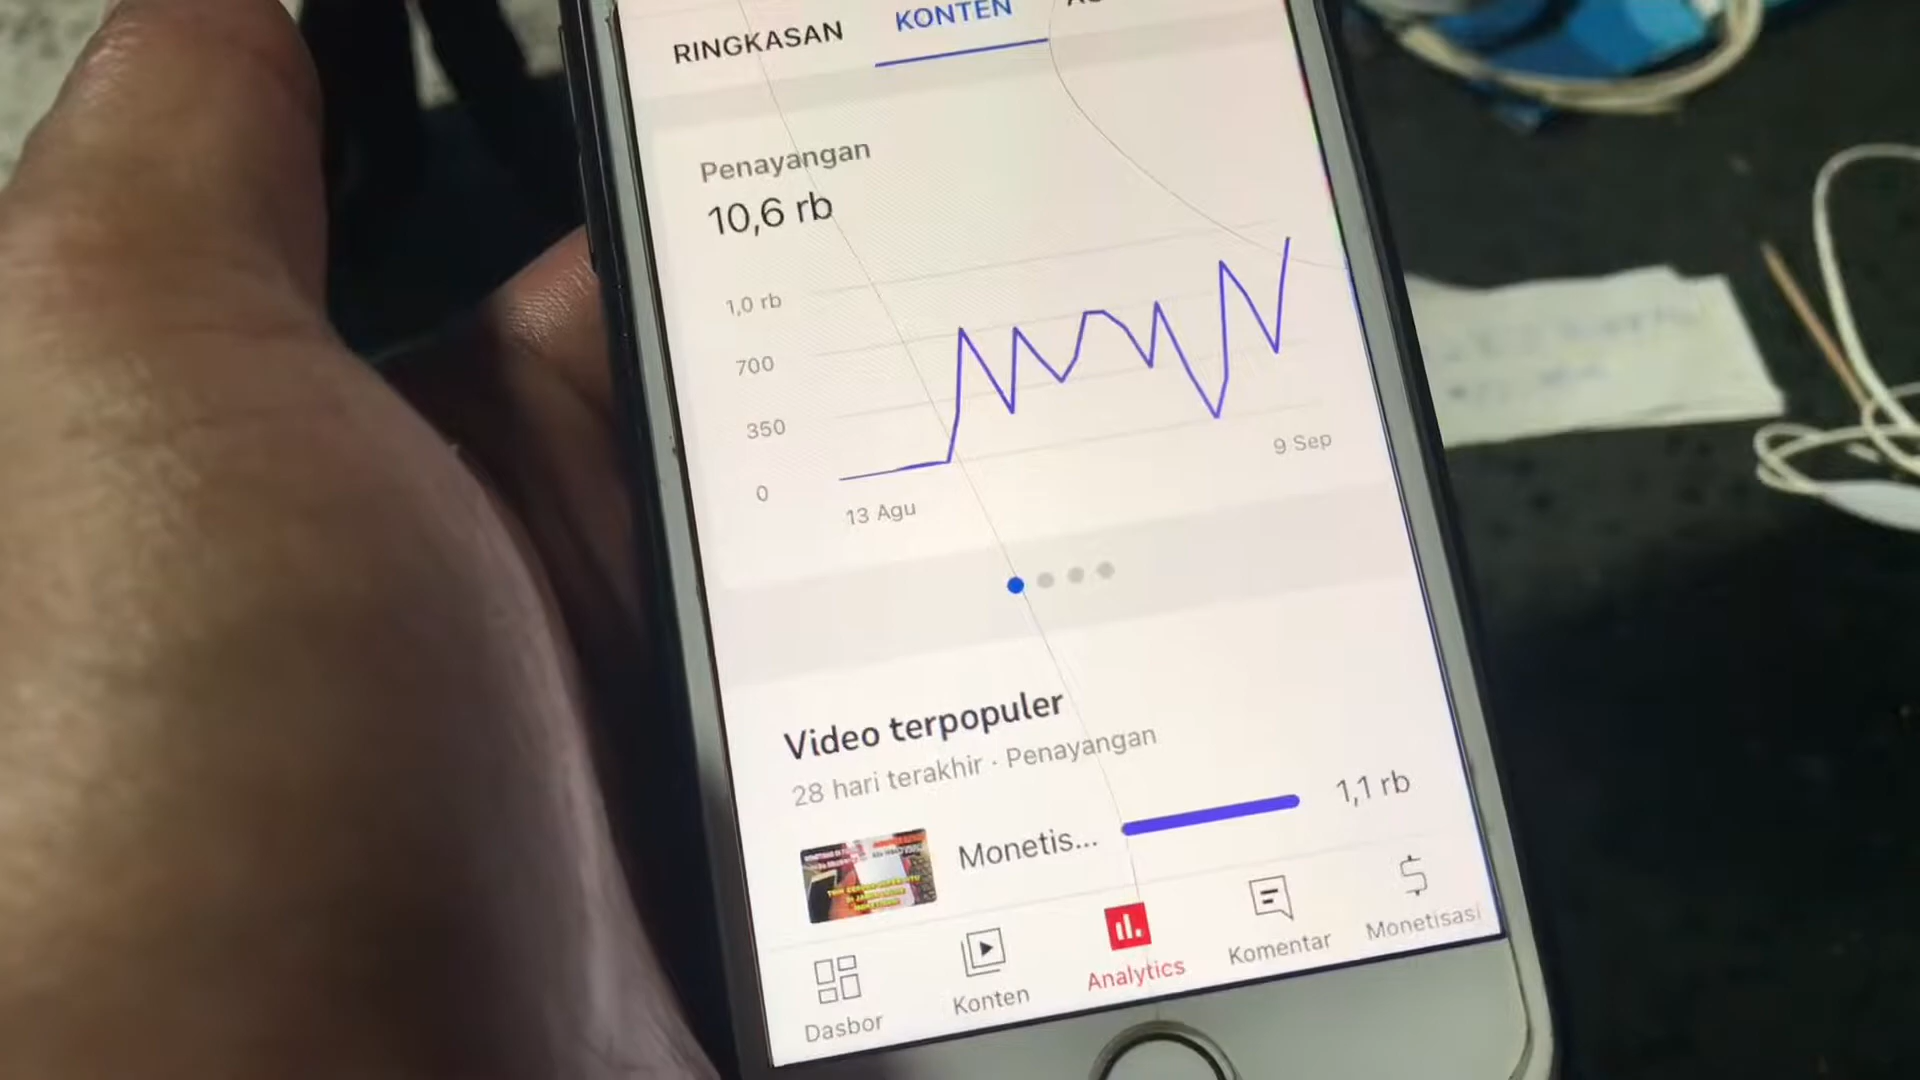 RINGKASAN
KONTEN
Penayangan
10,6 rb
1,0 rb
700
350
0
13 Agu
9 Sep
Video terpopuler
28 hari terakhir · Penayangan
Monetis...
1,1 rb
Dasbor
Konten
Analytics
Komentar
Monetisasi